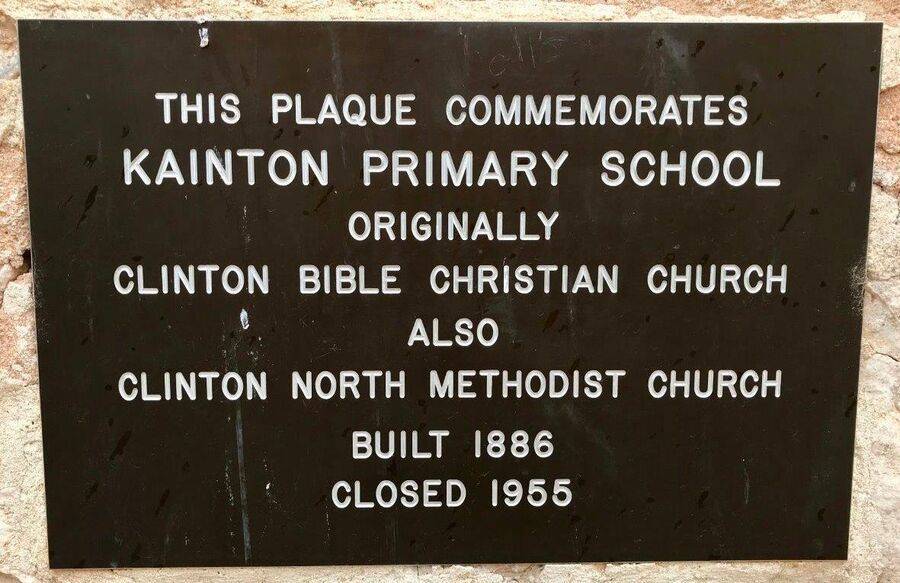 THIS PLAQUE COMMEMORATES
KAINTON PRIMARY SCHOOL
ORIGINALLY
CLINTON BIBLE CHRISTIAN CHURCH
ALSO
CLINTON NORTH METHODIST CHURCH
BUILT 1886
CLOSED 1955